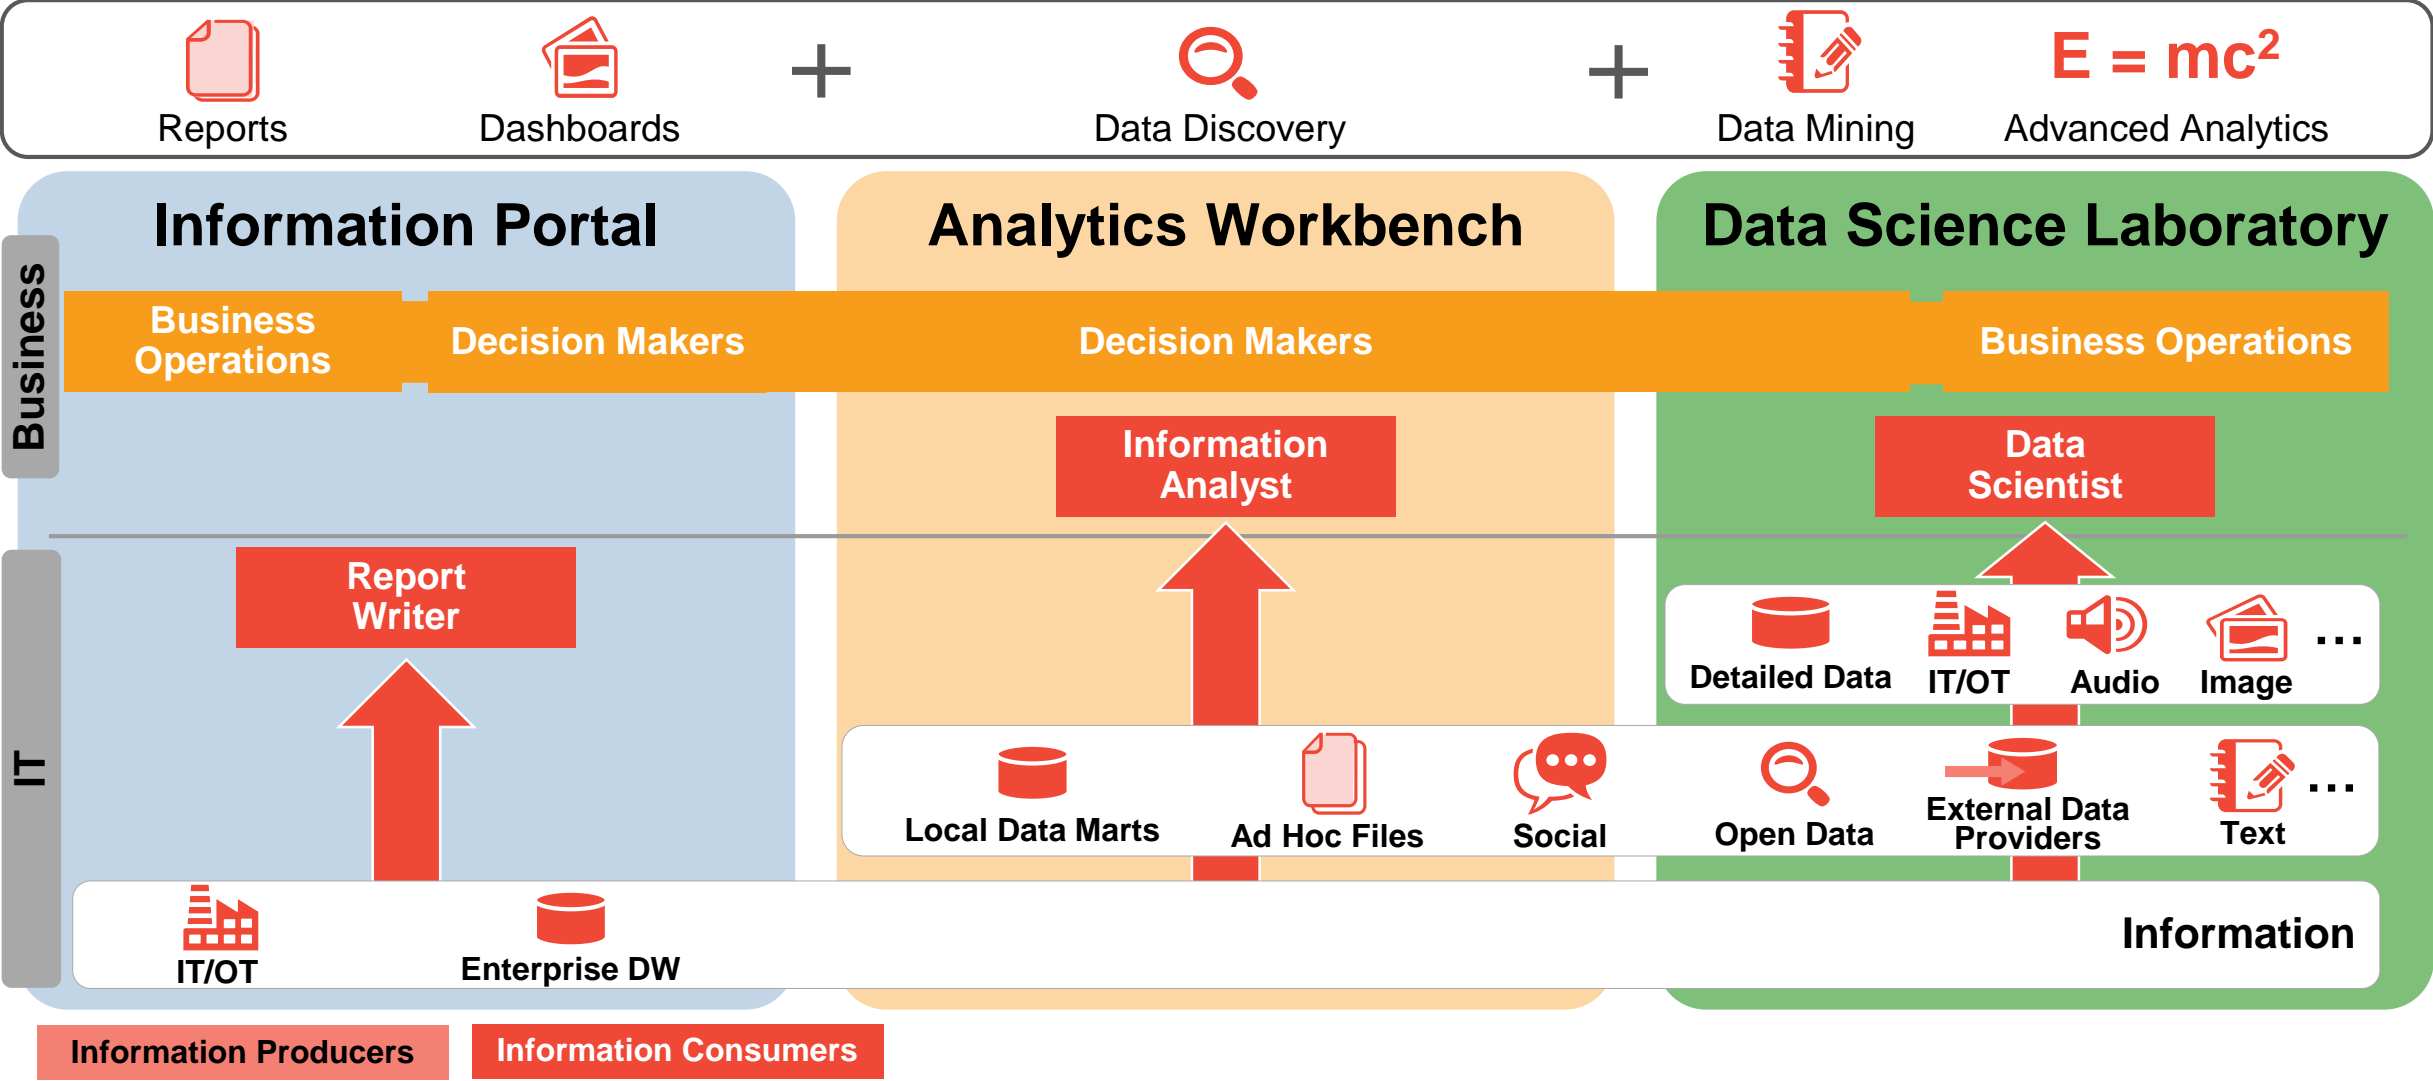 E = mc²
Reports
Dashboards
Data Discovery
Data Mining
Advanced Analytics
Information Portal
Analytics Workbench
Data Science Laboratory
Business
Business
Operations
Decision Makers
Decision Makers
Business Operations
Information
Analyst
Data
Scientist
IT
Report
Writer
Detailed Data
IT/OT
Audio
Image
...
Local Data Marts
Ad Hoc Files
Social
Open Data
External Data
Providers
Text
...
IT/OT
Enterprise DW
Information
Information Producers
Information Consumers